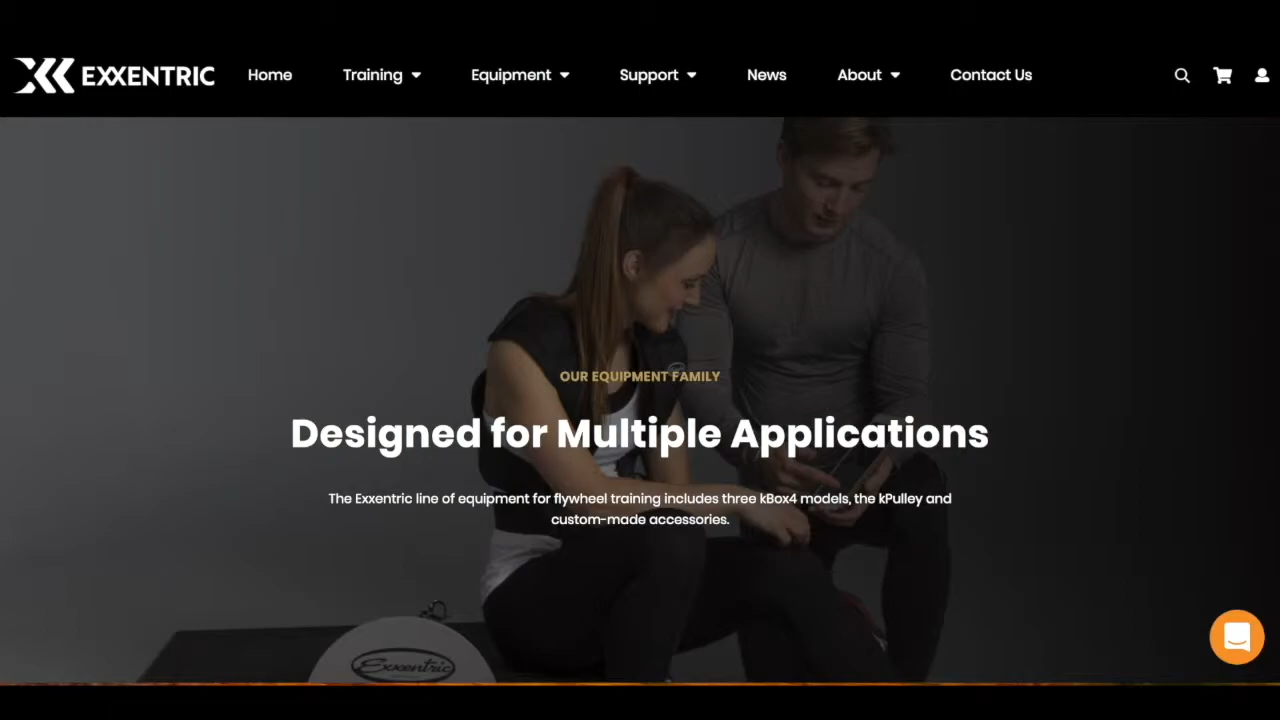 EXXENTRIC Home Training Equipment Support News About Contact Us
OUR EQUIPMENT FAMILY
Designed for Multiple Applications
The Exxentric line of equipment for flywheel training includes three kBox4 models, the kPulley and
custom-made accessories.
Exxentric